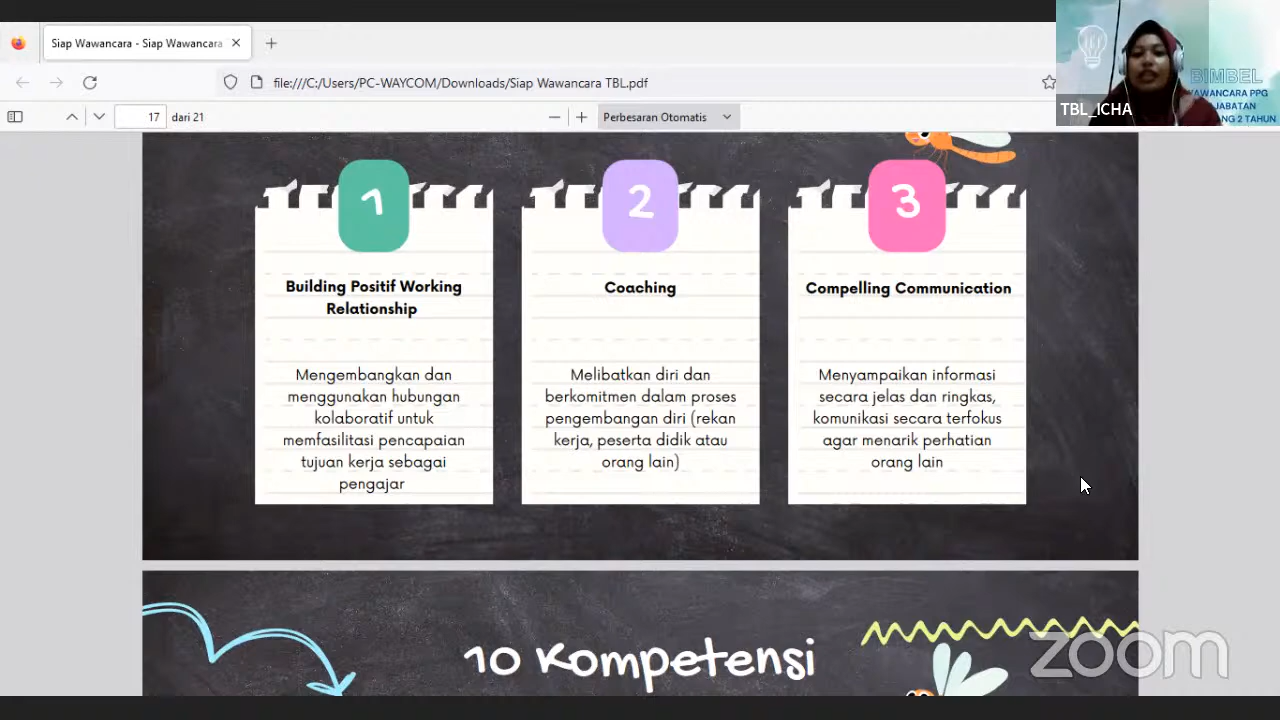 Siap Wawancara - Siap Wawancara
file:///C:/Users/PC-WAYCOM/Downloads/Siap Wawancara TBL.pdf
17 dari 21
Perbesaran Otomatis
BIMBEL
WAWANCARA PPG
JABATAN
NG 2 TAHUN
TBL_ICHA
1
2
3
Building Positif Working
Relationship
Mengembangkan dan
menggunakan hubungan
kolaboratif untuk
memfasilitasi pencapaian
tujuan kerja sebagai
pengajar
Coaching
Melibatkan diri dan
berkomitmen dalam proses
pengembangan diri (rekan
kerja, peserta didik atau
orang lain)
Compelling Communication
Menyampaikan informasi
secara jelas dan ringkas,
komunikasi secara terfokus
agar menarik perhatian
orang lain
10 Kompetensi
zoom